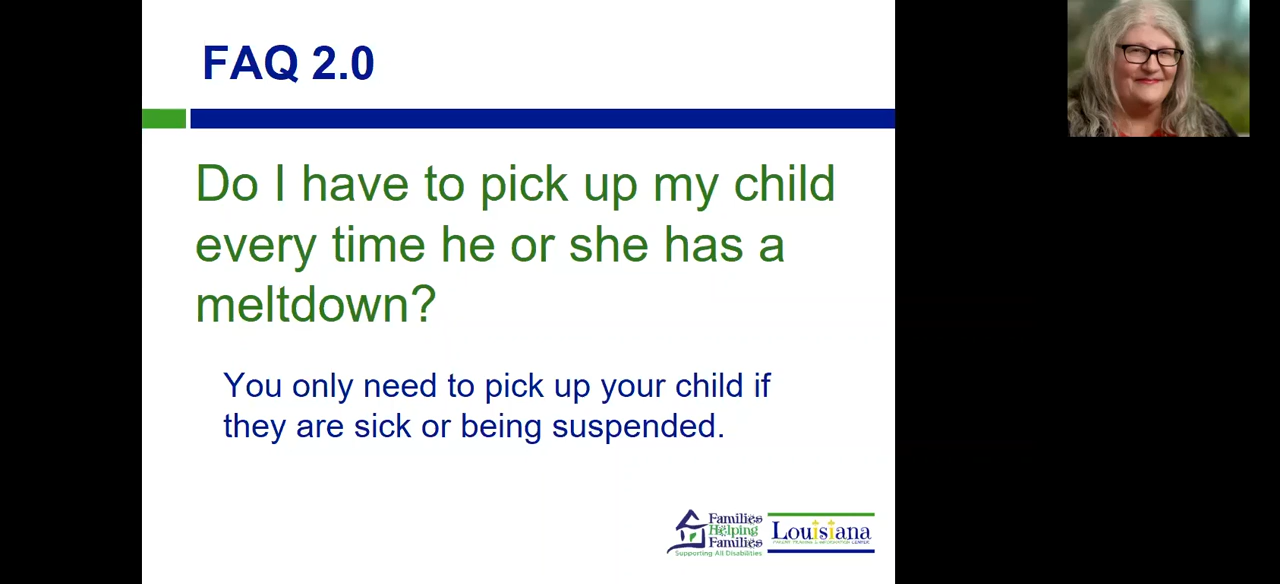 FAQ 2.0
Do I have to pick up my child
every time he or she has a
meltdown?
You only need to pick up your child if
they are sick or being suspended.
Families
Helping
Families
Supporting All Disabilities
Louisiana
PARENT TRAINING & INFORMATION CENTER